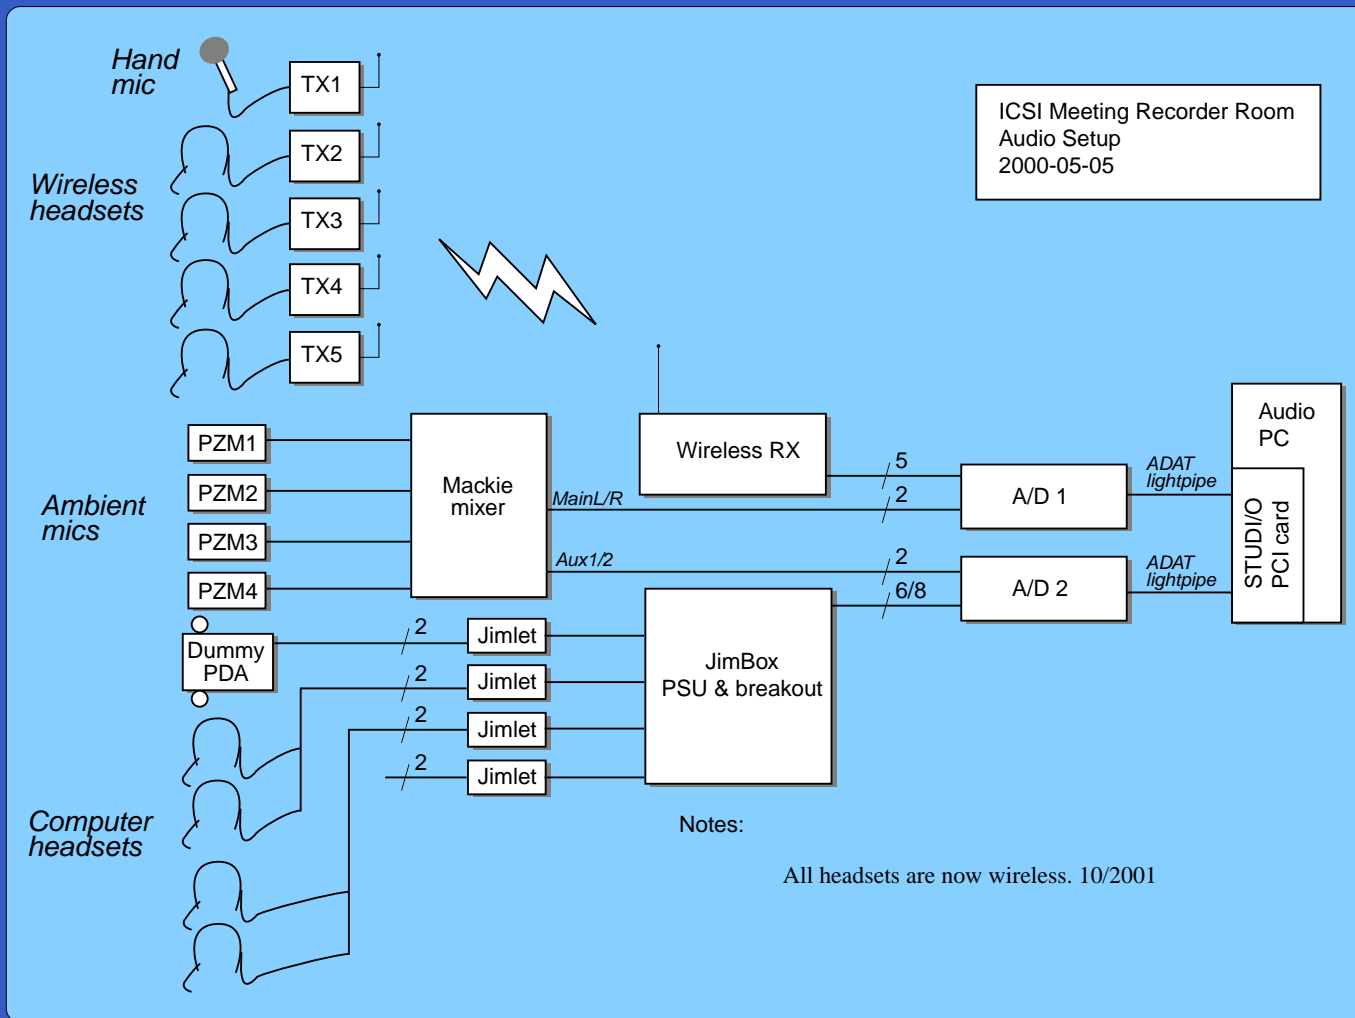 Hand
mic
TX1
ICSI Meeting Recorder Room
Audio Setup
2000-05-05
TX2
Wireless
headsets
TX3
TX4
TX5
Audio
PC
PZM1
Wireless RX
5
ADAT
lightpipe
Ambient
mics
PZM2
Mackie
mixer
MainL/R
2
A/D 1
STUDI/O
PCI card
PZM3
Aux1/2
2
ADAT
lightpipe
PZM4
6/8
A/D 2
Dummy
PDA
2
Jimlet
JimBox
PSU & breakout
2
Jimlet
2
Jimlet
2
Jimlet
Computer
headsets
Notes:
All headsets are now wireless. 10/2001